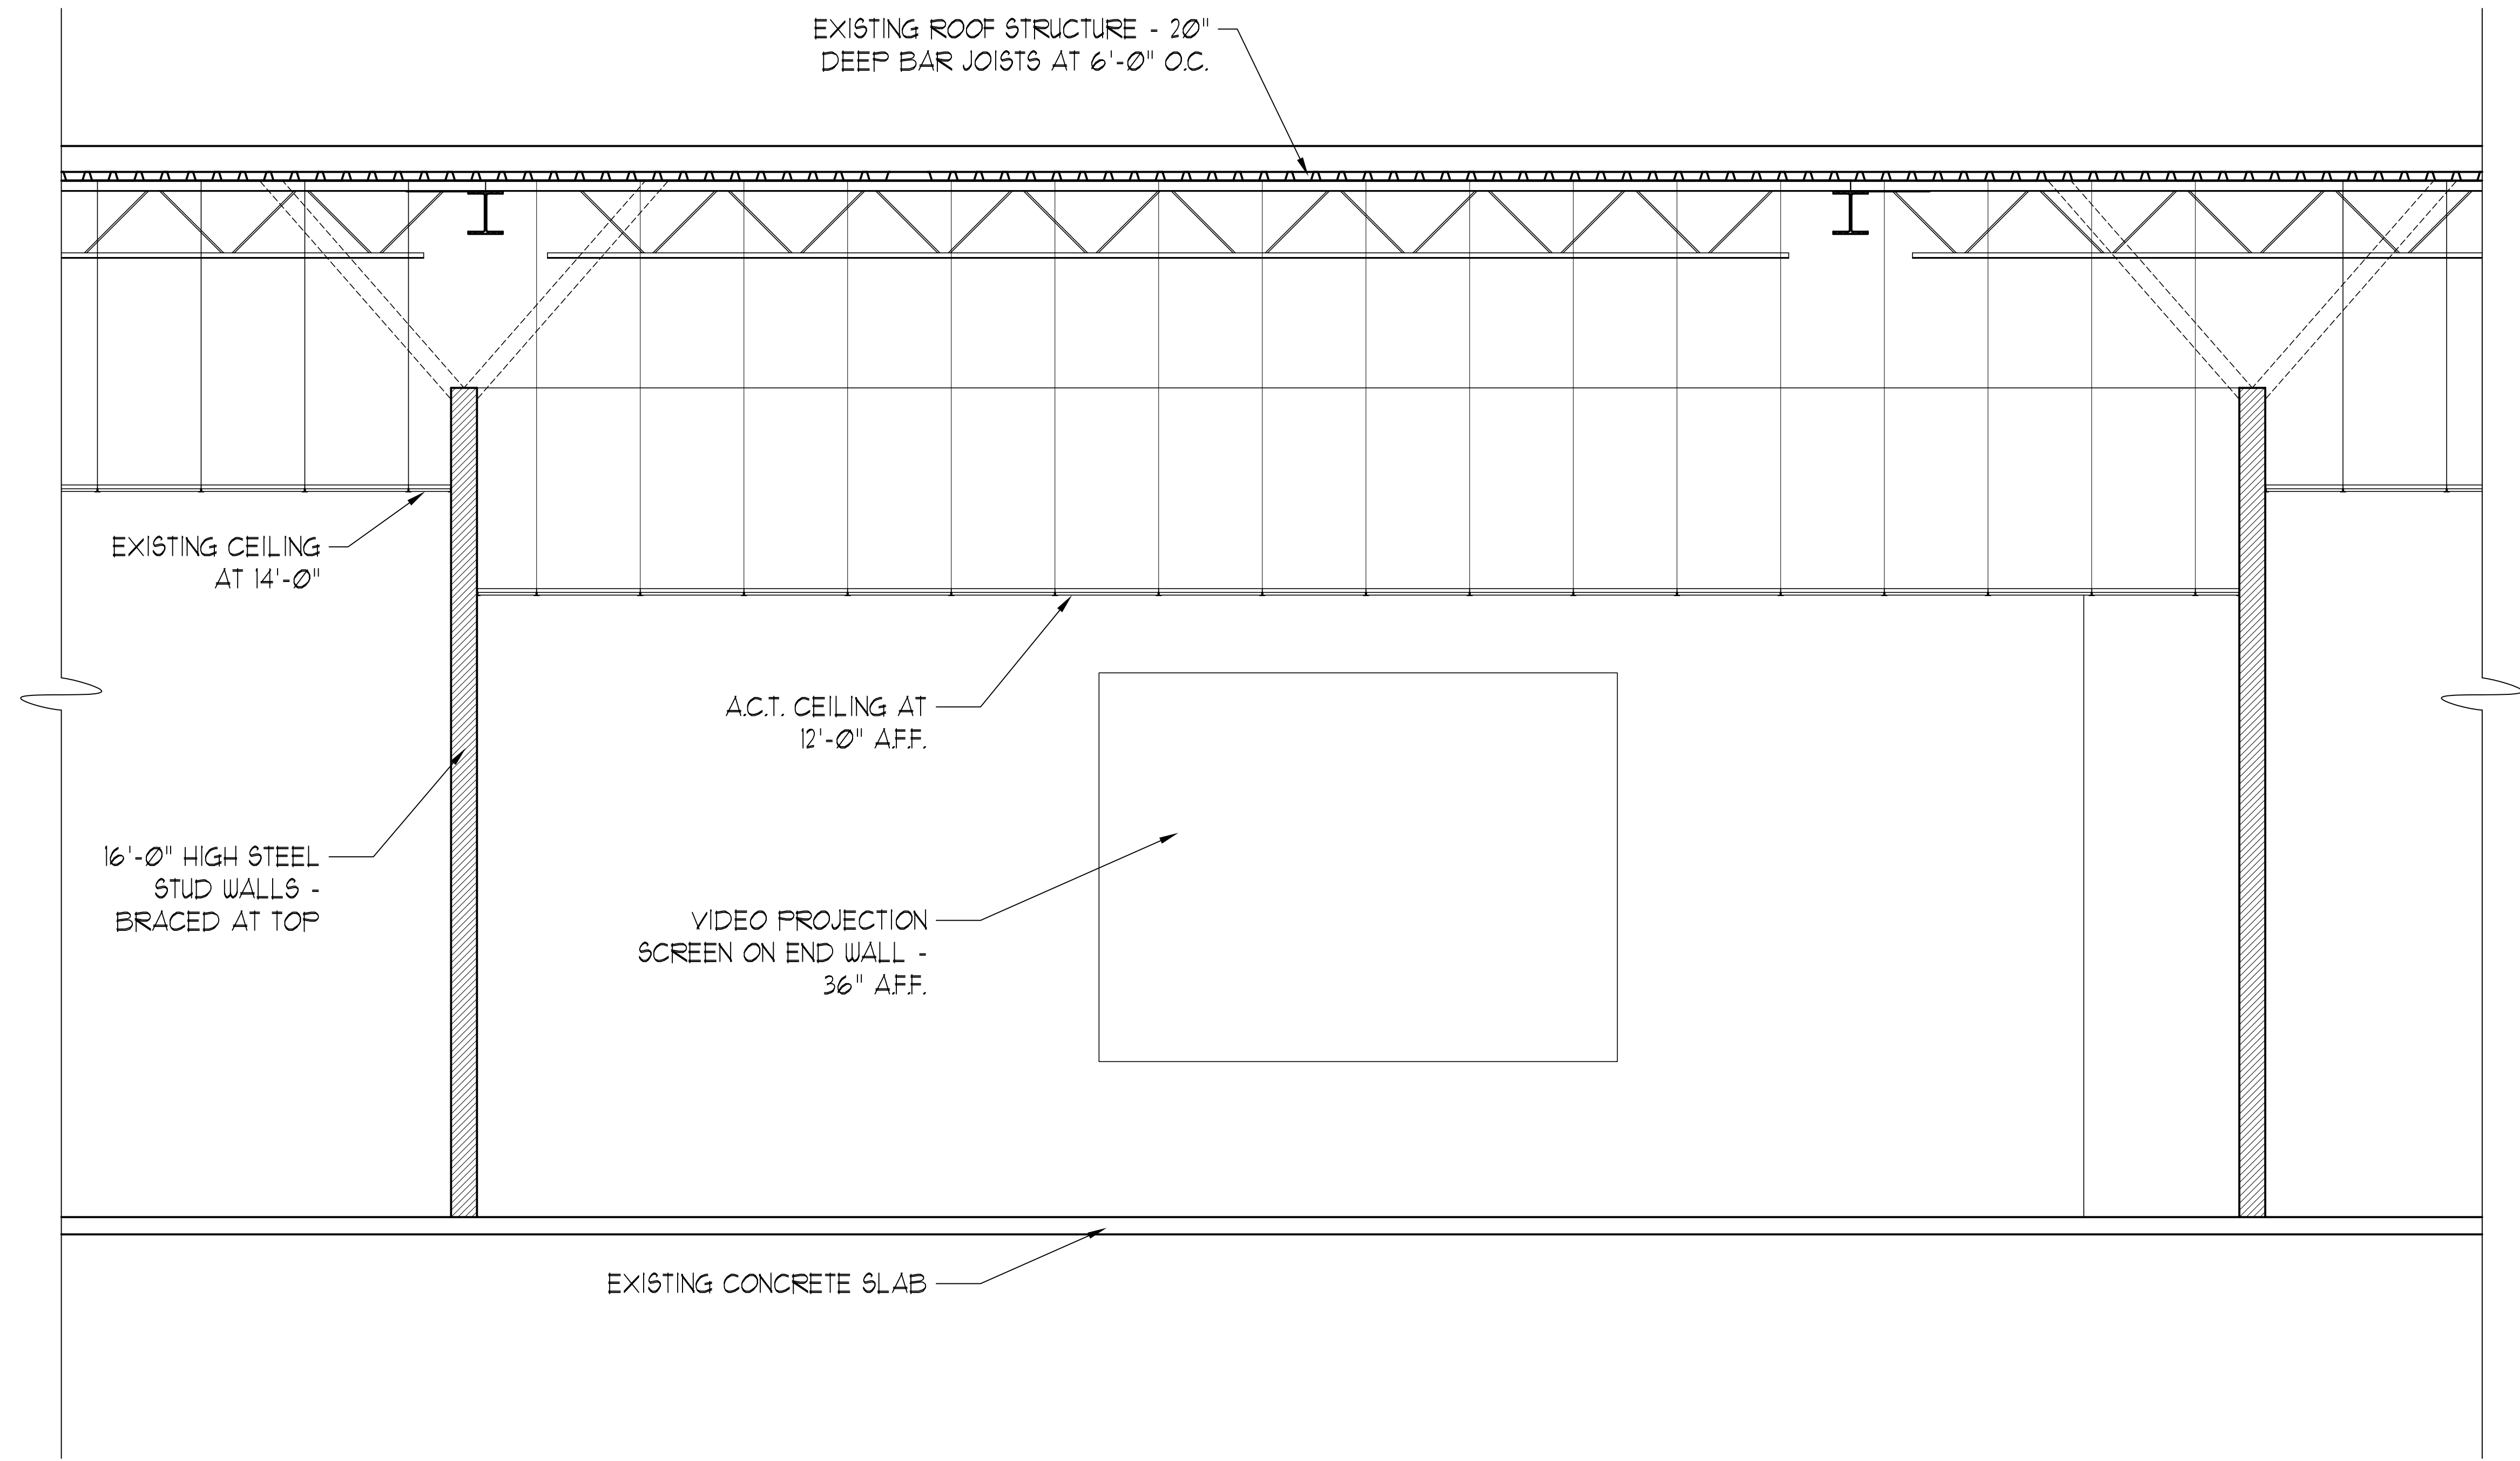 EXISTING ROOF STRUCTURE - 20"
DEEP BAR JOISTS AT 6'-0" O.C.
EXISTING CEILING
AT 14'-0"
A.C.T. CEILING AT
12'-0" A.F.F.
16'-0" HIGH STEEL
STUD WALLS -
BRACED AT TOP
VIDEO PROJECTION
SCREEN ON END WALL -
36" A.F.F.
EXISTING CONCRETE SLAB